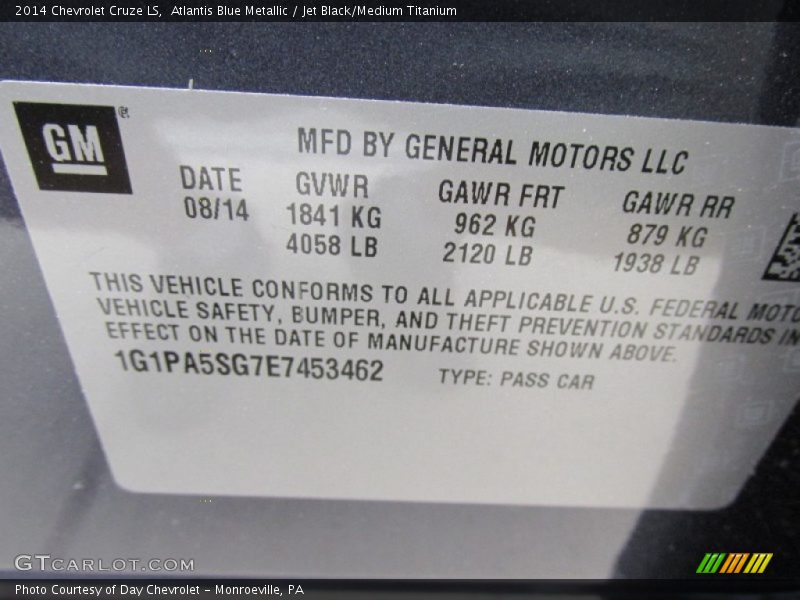 2014 Chevrolet Cruze LS, Atlantis Blue Metallic / Jet Black/Medium Titanium
GM ®
MFD BY GENERAL MOTORS LLC
DATE GVWR GAWR FRT GAWR RR
08/14 1841 KG 962 KG 879 KG
4058 LB 2120 LB 1938 LB
THIS VEHICLE CONFORMS TO ALL APPLICABLE U.S. FEDERAL MOTO
VEHICLE SAFETY, BUMPER, AND THEFT PREVENTION STANDARDS IN
EFFECT ON THE DATE OF MANUFACTURE SHOWN ABOVE.
1G1PA5SG7E7453462 TYPE: PASS CAR
GTCARLOT.COM
Photo Courtesy of Day Chevrolet - Monroeville, PA